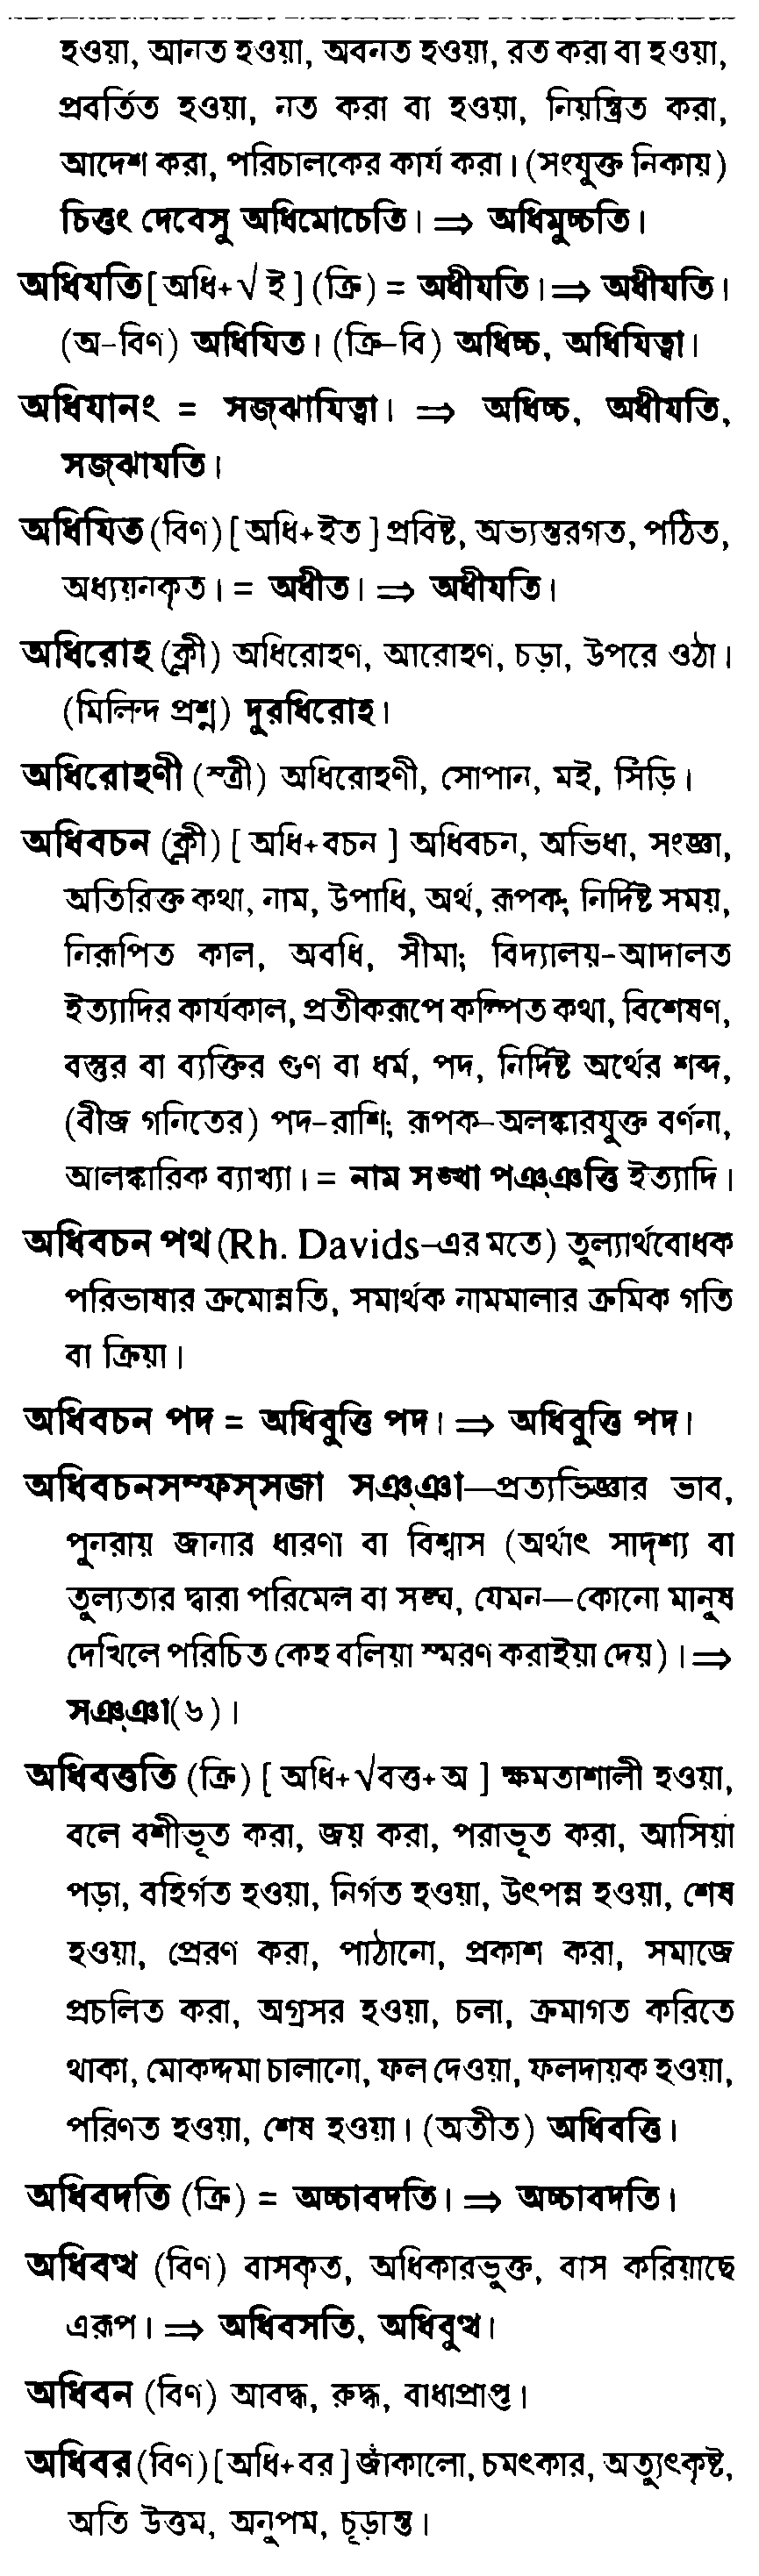 হওয়া, আনত হওয়া, অবনত হওয়া, রত করা বা হওয়া,
প্রবর্তিত হওয়া, নত করা বা হওয়া, নিয়ন্ত্রিত করা,
আদেশ করা, পরিচালকের কার্য করা। (সংযুক্ত নিকায়)
চিত্তং দেবেসু অধিমোচেতি। ⇒ অধিমুচ্চতি।
অধিযতি [ অধি+√ ই ] (ক্রি) = অধীযতি। ⇒ অধীযতি।
(অ-বিণ) অধিযিত। (ক্রি-বি) অধিচ্চ, অধিযিত্বা।
অধিযানং = সজ্ঝাযিত্বা। ⇒ অধিচ্চ, অধীযতি,
সজ্ঝাযতি।
অধিযিত (বিণ) [ অধি+ইত ] প্রবিষ্ট, অভ্যন্তরগত, পঠিত,
অধ্যয়নকৃত। = অধীত। ⇒ অধীযতি।
অধিরোহ (ক্লী) অধিরোহণ, আরোহণ, চড়া, উপরে ওঠা।
(মিলিন্দ প্রশ্ন) দুরধিরোহ।
অধিরোহণী (স্ত্রী) অধিরোহণী, সোপান, মই, সিঁড়ি।
অধিবচন (ক্লী) [ অধি+বচন ] অধিবচন, অভিধা, সংজ্ঞা,
অতিরিক্ত কথা, নাম, উপাধি, অর্থ, রূপক; নির্দিষ্ট সময়,
নিরূপিত কাল, অবধি, সীমা; বিদ্যালয়-আদালত
ইত্যাদির কার্যকাল, প্রতীকরূপে কল্পিত কথা, বিশেষণ,
বস্তুর বা ব্যক্তির গুণ বা ধর্ম, পদ, নির্দিষ্ট অর্থের শব্দ,
(বীজ গনিতের) পদ-রাশি; রূপক-অলঙ্কারযুক্ত বর্ণনা,
আলঙ্কারিক ব্যাখ্যা। = নাম সঙ্খা পঞ্ঞত্তি ইত্যাদি।
অধিবচন পথ (Rh. Davids-এর মতে) তুল্যার্থবোধক
পরিভাষার ক্রমোন্নতি, সমার্থক নামমালার ক্রমিক গতি
বা ক্রিয়া।
অধিবচন পদ = অধিবুত্তি পদ। ⇒ অধিবুত্তি পদ।
অধিবচনসম্ফস্সজা সঞ্ঞা—প্রত্যভিজ্ঞার ভাব,
পুনরায় জানার ধারণা বা বিশ্বাস (অর্থাৎ সাদৃশ্য বা
তুল্যতার দ্বারা পরিমেল বা সঙ্ঘ, যেমন—কোনো মানুষ
দেখিলে পরিচিত কেহ বলিয়া স্মরণ করাইয়া দেয়)। ⇒
সঞ্ঞা(৬)।
অধিবত্ততি (ক্রি) [ অধি+√বত্ত+অ ] ক্ষমতাশালী হওয়া,
বলে বশীভূত করা, জয় করা, পরাভূত করা, আসিয়া
পড়া, বহির্গত হওয়া, নির্গত হওয়া, উৎপন্ন হওয়া, শেষ
হওয়া, প্রেরণ করা, পাঠানো, প্রকাশ করা, সমাজে
প্রচলিত করা, অগ্রসর হওয়া, চলা, ক্রমাগত করিতে
থাকা, মোকদ্দমা চালানো, ফল দেওয়া, ফলদায়ক হওয়া,
পরিণত হওয়া, শেষ হওয়া। (অতীত) অধিবত্তি।
অধিবদতি (ক্রি) = অচ্চাবদতি। ⇒ অচ্চাবদতি।
অধিবত্থ (বিণ) বাসকৃত, অধিকারভুক্ত, বাস করিয়াছে
এরূপ। ⇒ অধিবসতি, অধিবুত্থ।
অধিবন (বিণ) আবদ্ধ, রুদ্ধ, বাধাপ্রাপ্ত।
অধিবর (বিণ) [ অধি+বর ] জাঁকালো, চমৎকার, অত্যুৎকৃষ্ট,
অতি উত্তম, অনুপম, চূড়ান্ত।